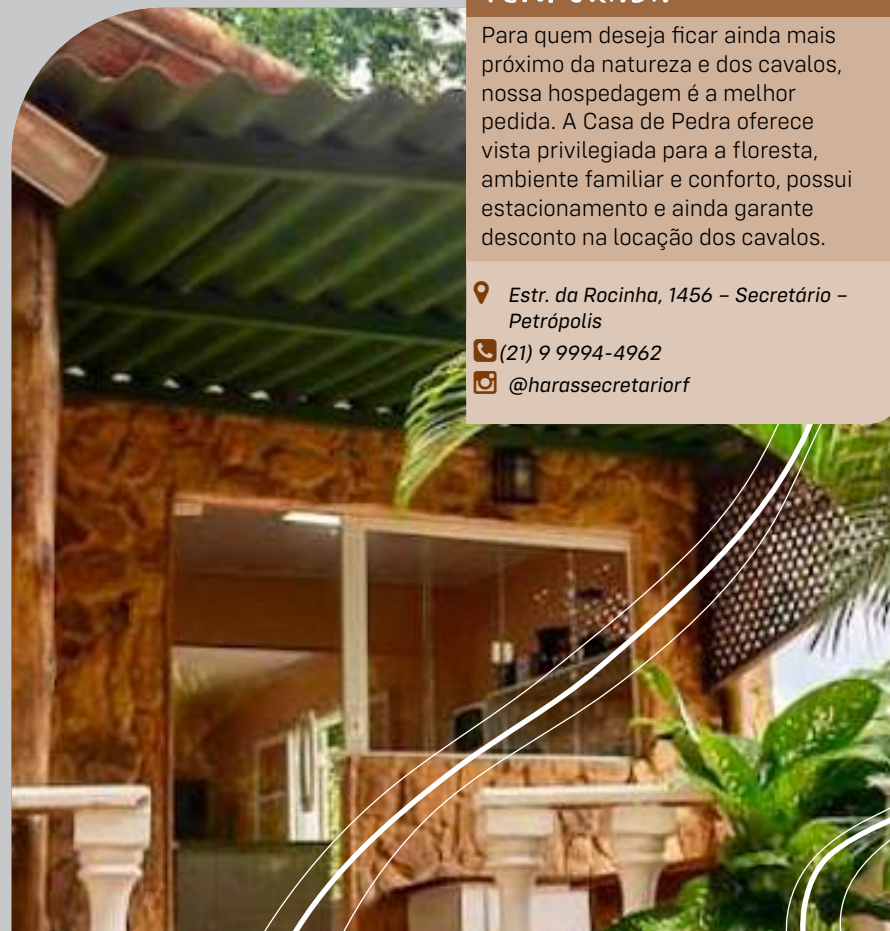 Para quem deseja ficar ainda mais
próximo da natureza e dos cavalos,
nossa hospedagem é a melhor
pedida. A Casa de Pedra oferece
vista privilegiada para a floresta,
ambiente familiar e conforto, possui
estacionamento e ainda garante
desconto na locação dos cavalos.
Estr. da Rocinha, 1456 – Secretário –
Petrópolis
(21) 9 9994-4962
@harassecretariorf